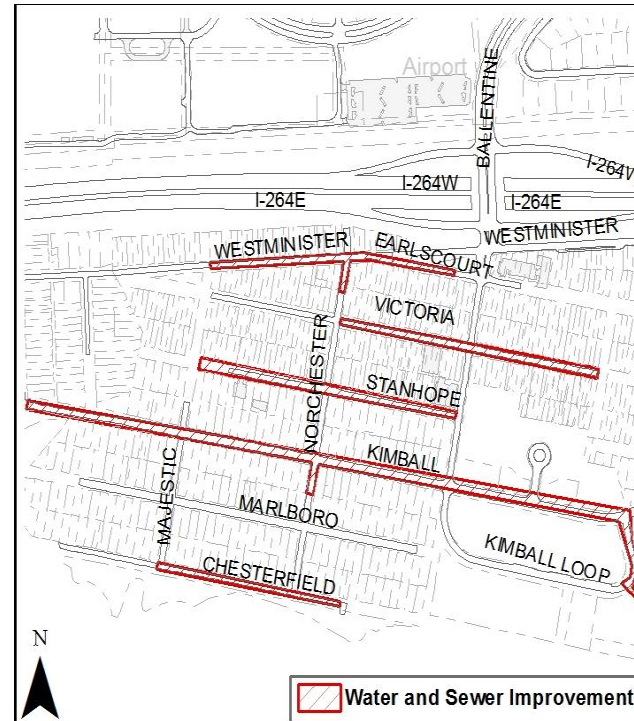 Airport
BALLENTINE
I-264W
I-264W
I-264E
I-264E
WESTMINISTER
WESTMINISTER
EARLSCOURT
VICTORIA
NORCHESTER
STANHOPE
KIMBALL
MAJESTIC
MARLBORO
KIMBALL LOOP
CHESTERFIELD
N
Water and Sewer Improvement